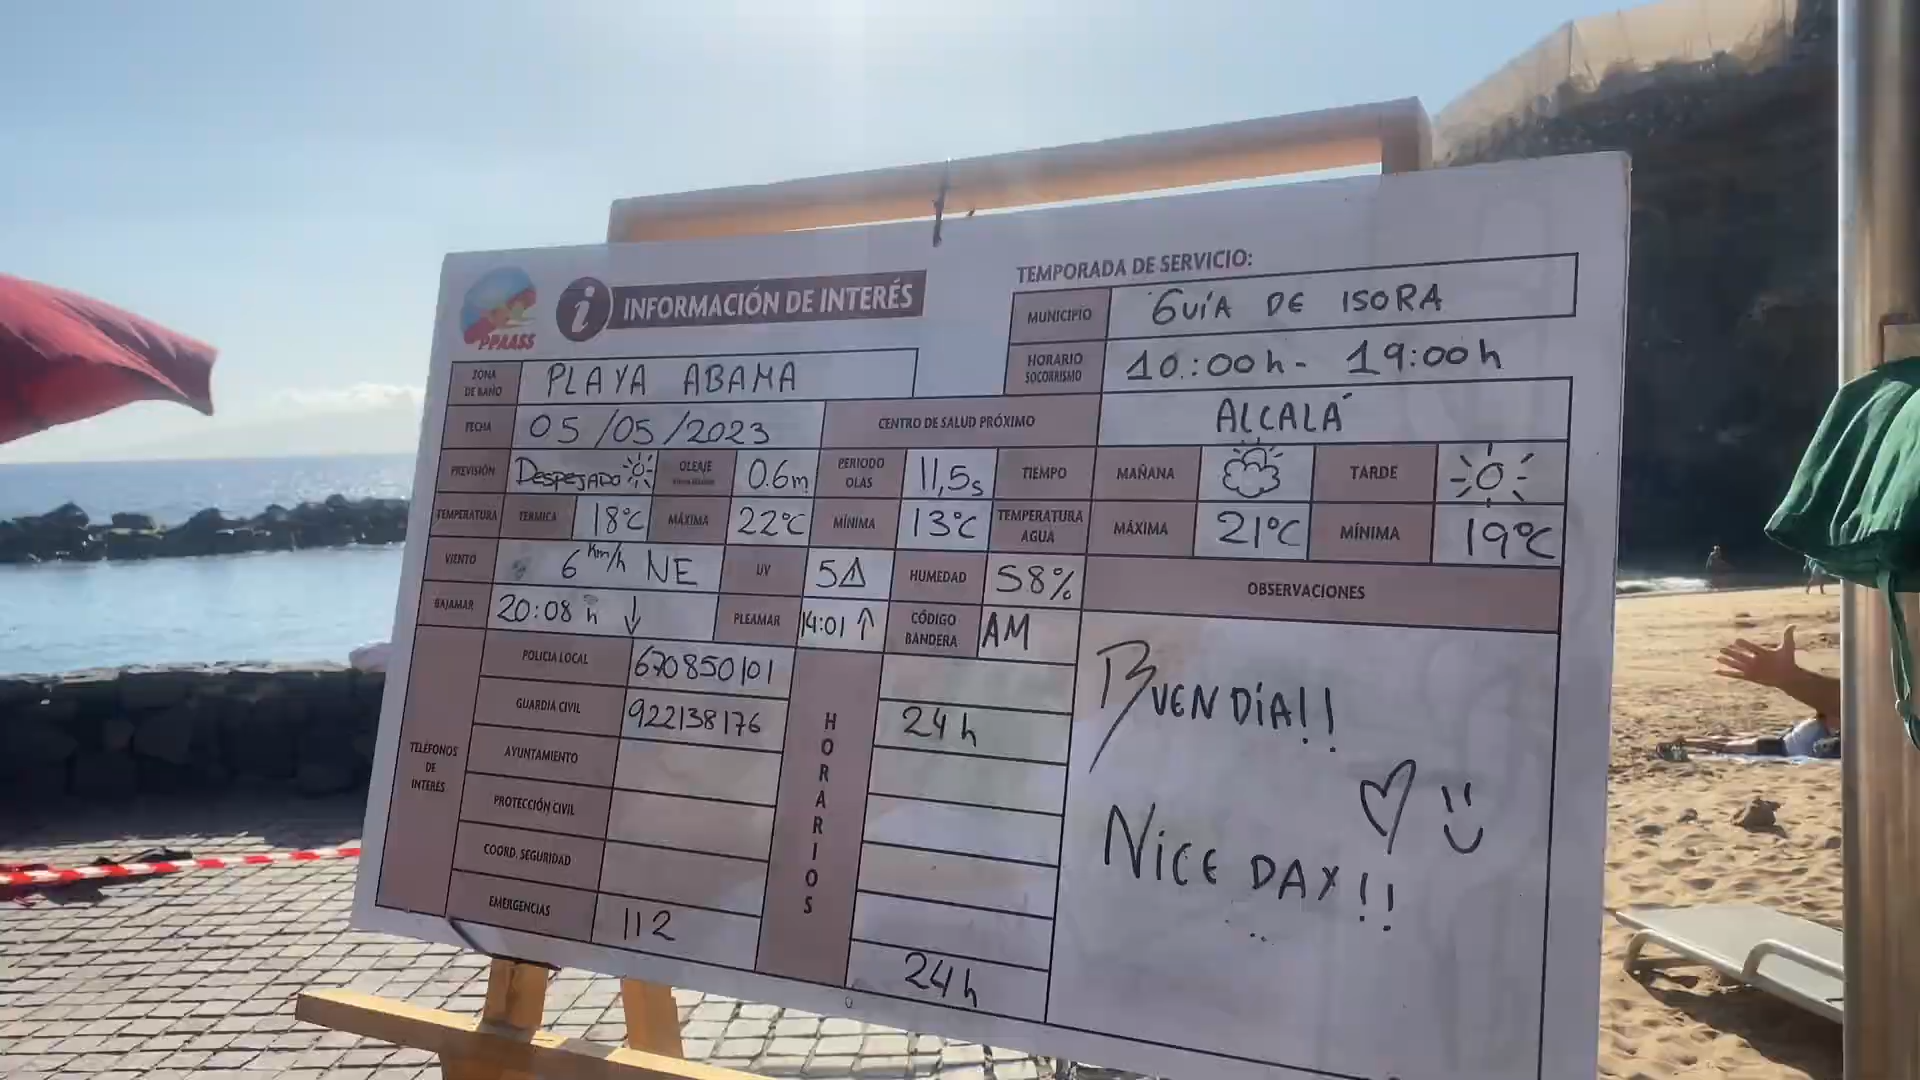 PPAASS
i INFORMACIÓN DE INTERÉS
TEMPORADA DE SERVICIO:
MUNICIPIO GUÍA DE ISORA
HORARIO SOCORRISMO 10:00h - 19:00h
ZONA DE BAÑO PLAYA ABAMA
FECHA 05/05/2023 CENTRO DE SALUD PRÓXIMO ALCALÁ
PREVISIÓN DESPEJADO OLEAJE 0.6m PERIODO OLAS 11,5s TIEMPO MAÑANA TARDE
TEMPERATURA TÉRMICA 18°C MÁXIMA 22°C MÍNIMA 13°C TEMPERATURA AGUA MÁXIMA 21°C MÍNIMA 19°C
VIENTO 6 Km/h NE UV 5 HUMEDAD 58% OBSERVACIONES
BAJAMAR 20:08 h ↓ PLEAMAR 14:01 ↑ CÓDIGO BANDERA AM
TELÉFONOS DE INTERÉS
POLICIA LOCAL 670850101
GUARDIA CIVIL 922138176 24h
AYUNTAMIENTO
PROTECCIÓN CIVIL
COORD. SEGURIDAD
EMERGENCIAS 112 24h
HORARIOS
BUEN DíA!!
NICE DAY!!